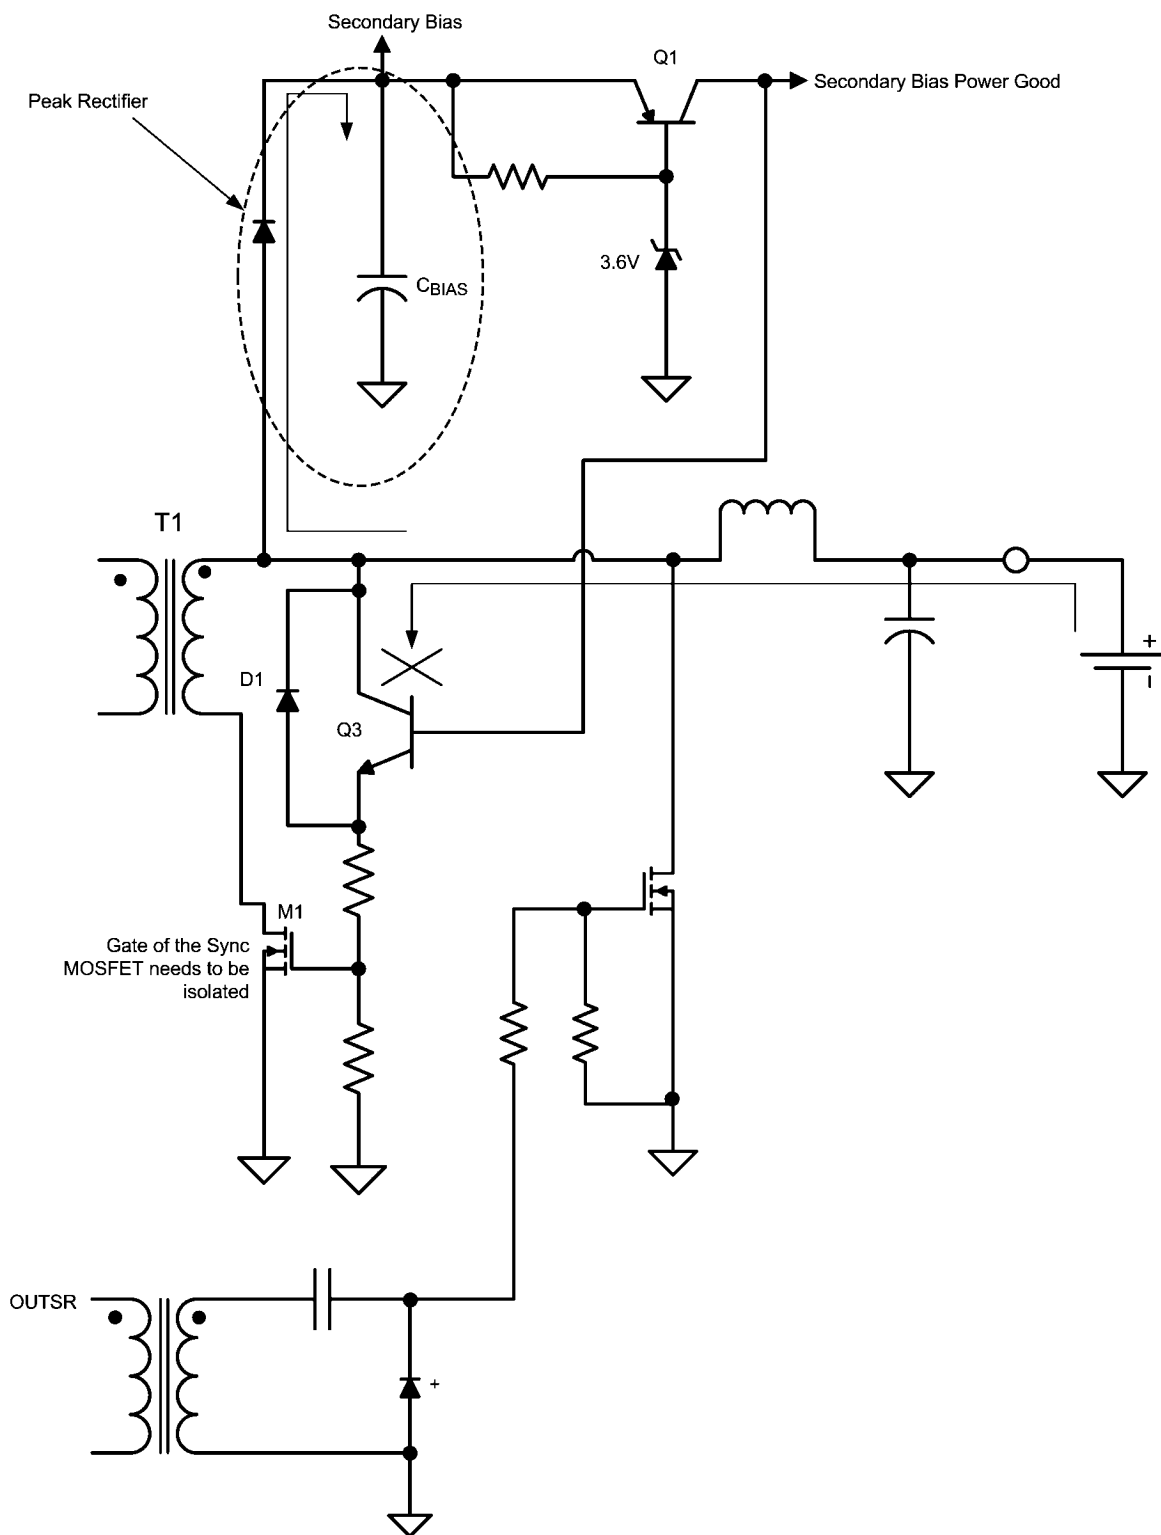 Secondary Bias
Q1
Secondary Bias Power Good
Peak Rectifier
3.6V
CBIAS
T1
D1
Q3
+
-
M1
Gate of the Sync
MOSFET needs to be
isolated
OUTSR
+